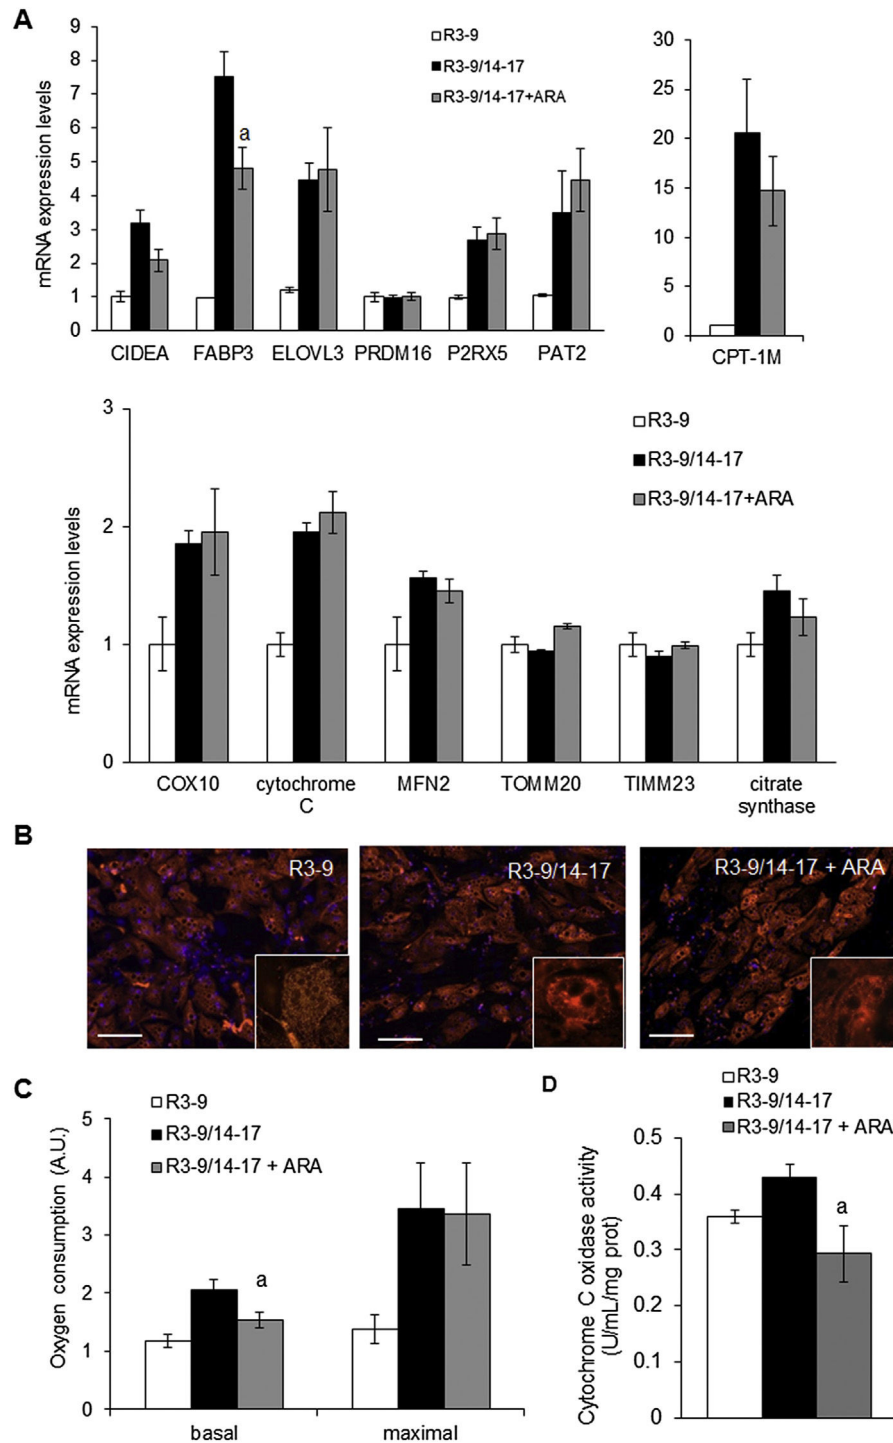 A
mRNA expression levels
9
8
7
6
5
4
3
2
1
0
R3-9
R3-9/14-17
R3-9/14-17+ARA
a
CIDEA FABP3 ELOVL3 PRDM16 P2RX5 PAT2
30
25
20
15
10
5
0
CPT-1M
mRNA expression levels
3
2
1
0
R3-9
R3-9/14-17
R3-9/14-17+ARA
COX10 cytochrome C MFN2 TOMM20 TIMM23 citrate synthase
B
R3-9
R3-9/14-17
R3-9/14-17 + ARA
C
Oxygen consumption (A.U.)
5
4
3
2
1
0
R3-9
R3-9/14-17
R3-9/14-17 + ARA
a
basal maximal
D
R3-9
R3-9/14-17
R3-9/14-17 + ARA
Cytochrome C oxidase activity
(U/mL/mg prot)
0.5
0.4
0.3
0.2
0.1
0
a